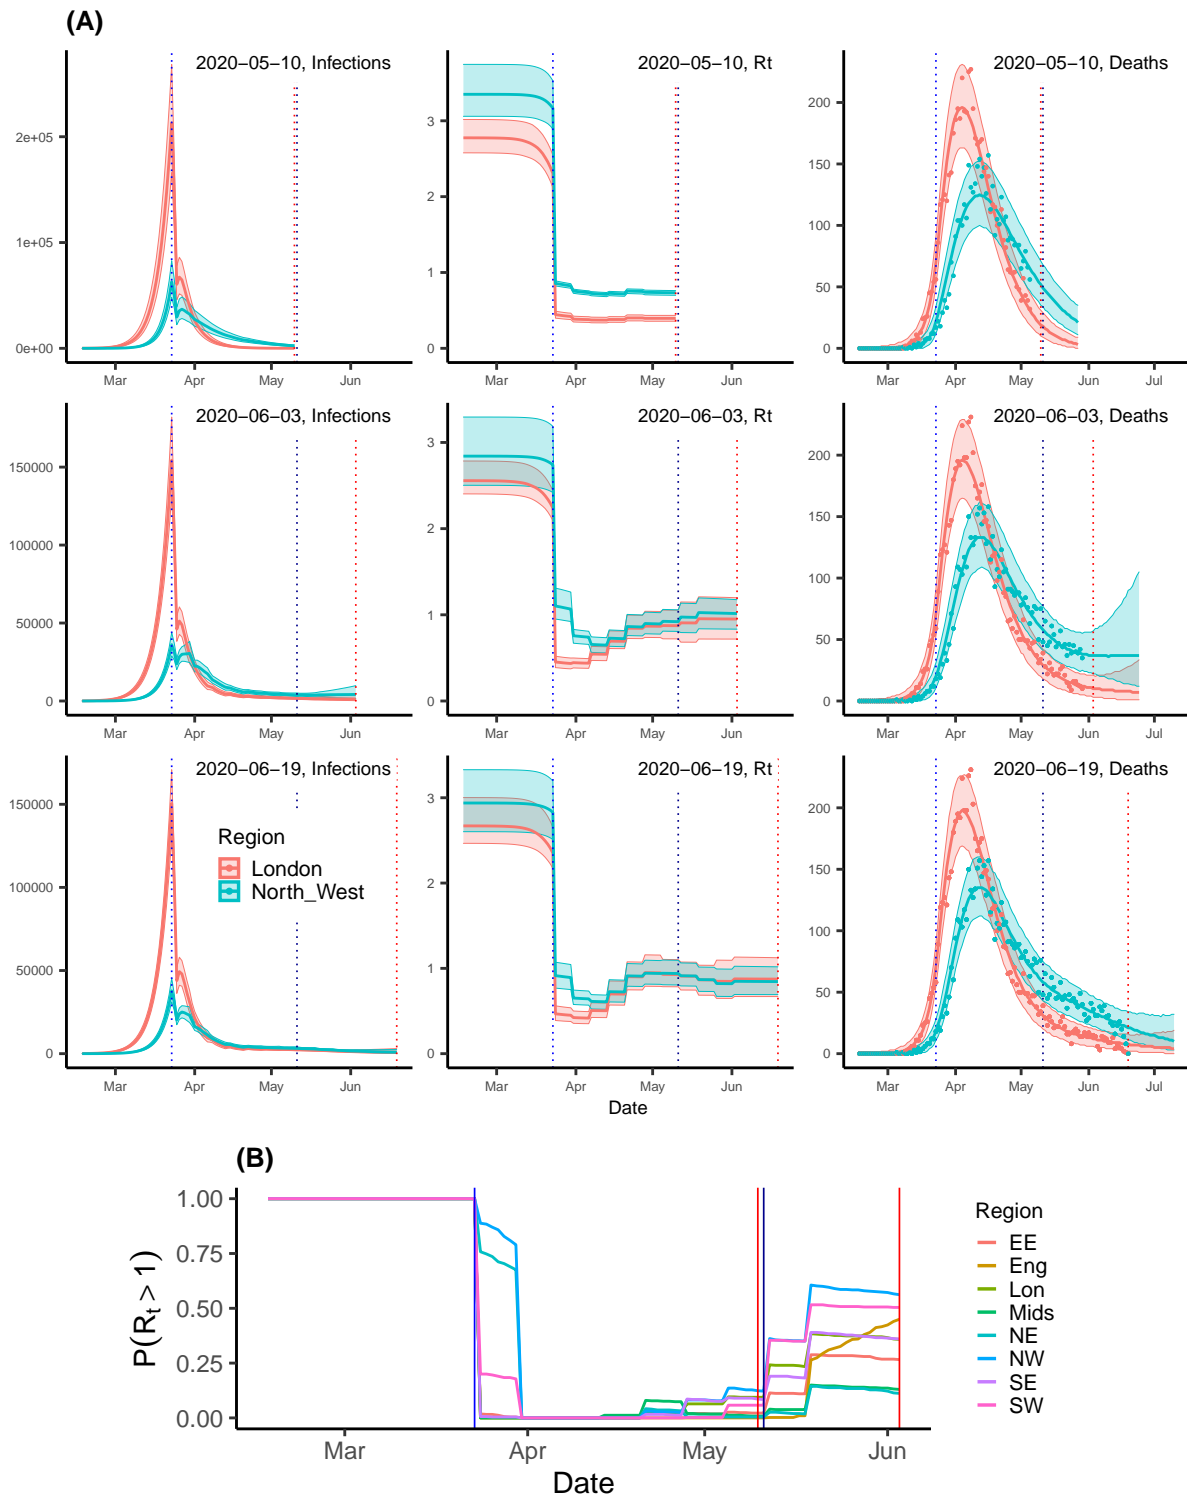 (A)
2020−05−10, Infections
2e+05
1e+05
0e+00
Mar Apr May Jun
2020−05−10, Rt
3
2
1
0
Mar Apr May Jun
2020−05−10, Deaths
200
150
100
50
0
Mar Apr May Jun Jul
2020−06−03, Infections
150000
100000
50000
0
Mar Apr May Jun
2020−06−03, Rt
3
2
1
0
Mar Apr May Jun
2020−06−03, Deaths
200
150
100
50
0
Mar Apr May Jun Jul
2020−06−19, Infections
150000
100000
50000
0
Region
London
North_West
Mar Apr May Jun
2020−06−19, Rt
3
2
1
0
Mar Apr May Jun
Date
2020−06−19, Deaths
200
150
100
50
0
Mar Apr May Jun Jul
(B)
P(Rt > 1)
1.00
0.75
0.50
0.25
0.00
Mar Apr May Jun
Date
Region
EE
Eng
Lon
Mids
NE
NW
SE
SW